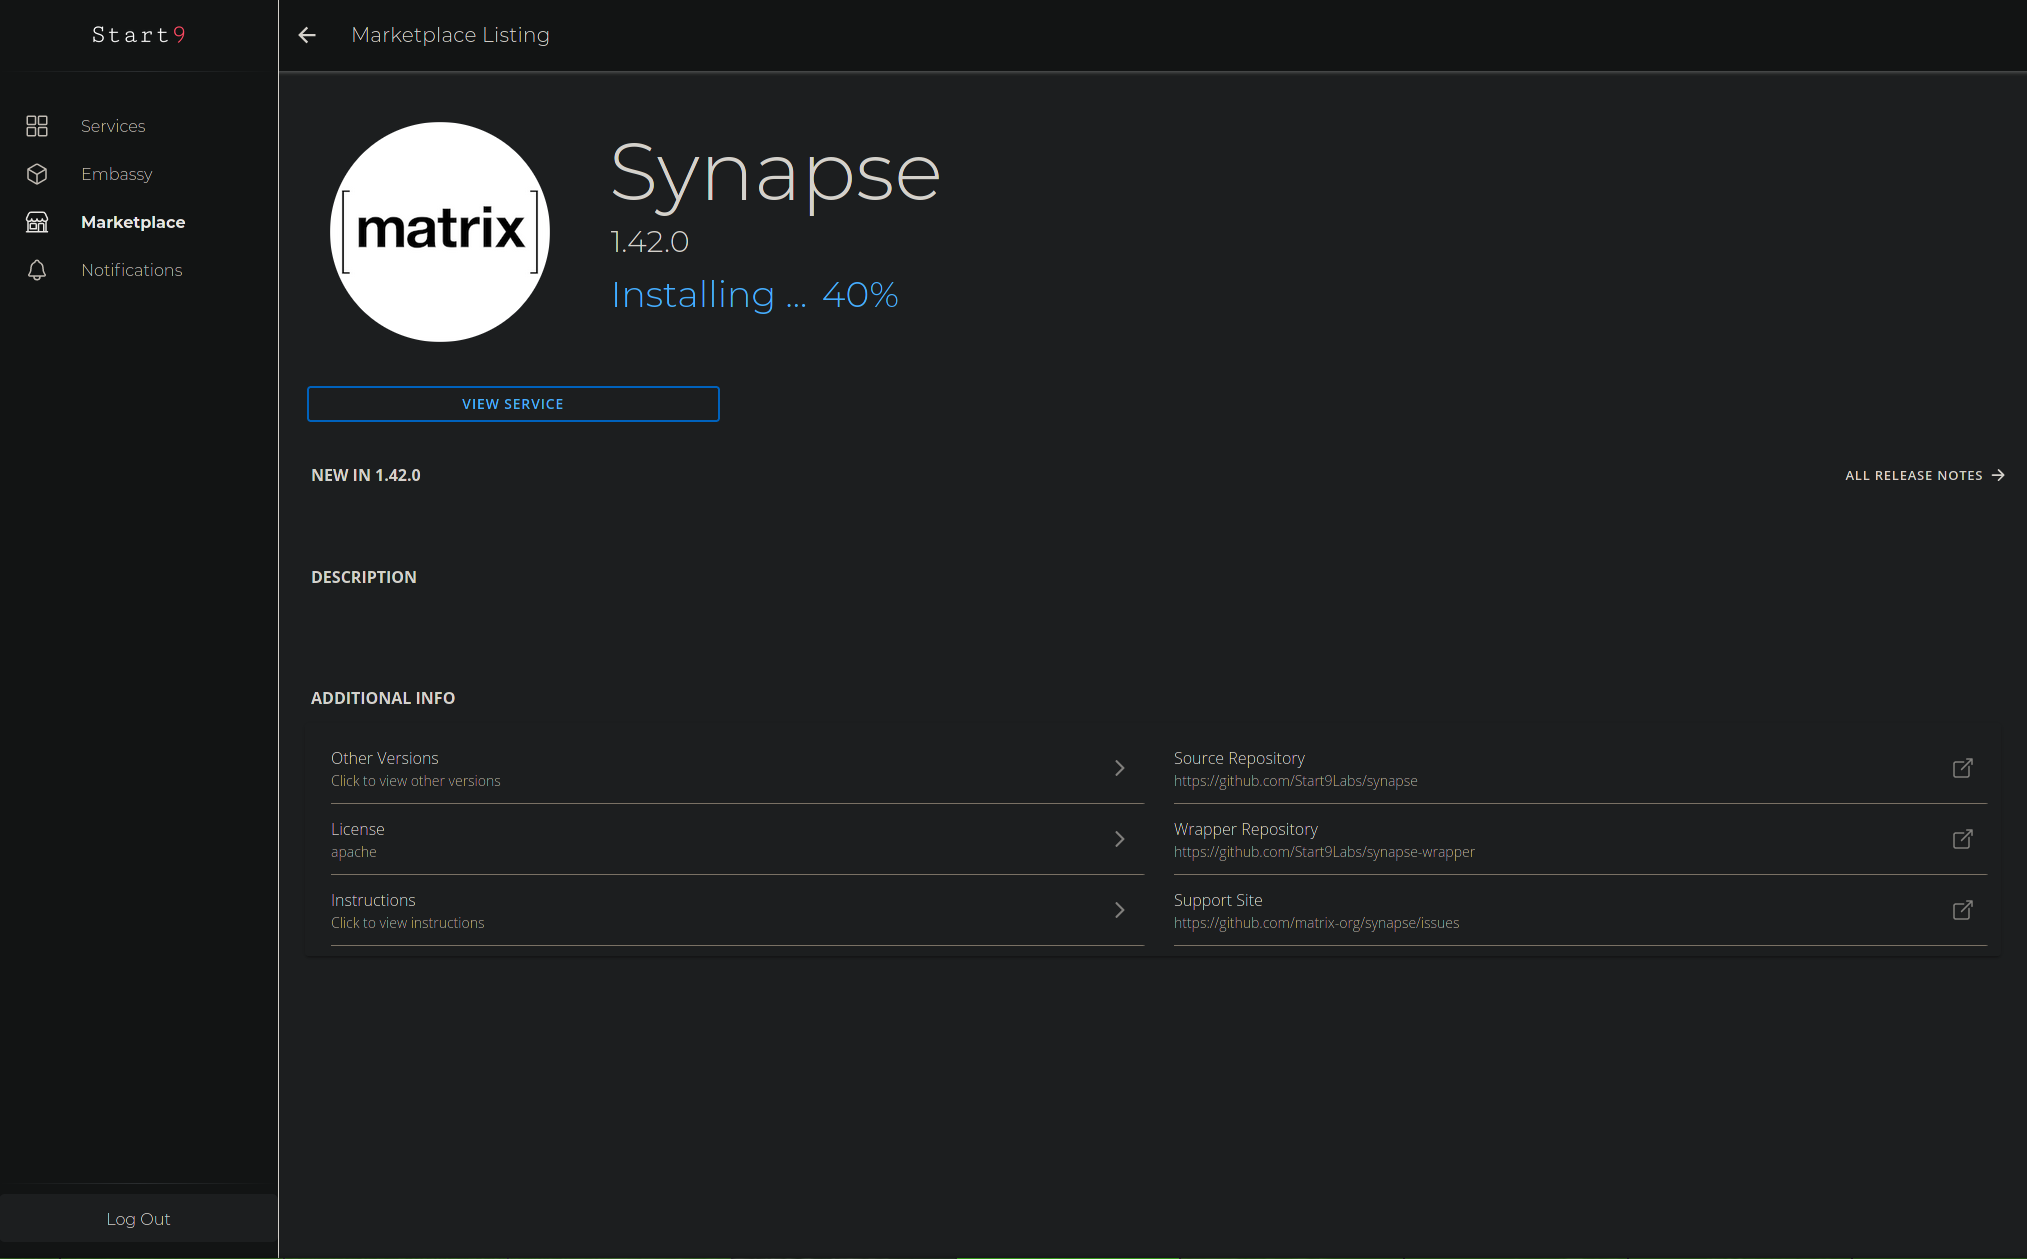 Start9
Services
Embassy
Marketplace
Notifications
Log Out
Marketplace Listing
[matrix]
Synapse
1.42.0
Installing ... 40%
VIEW SERVICE
NEW IN 1.42.0
ALL RELEASE NOTES
DESCRIPTION
ADDITIONAL INFO
Other Versions
Click to view other versions
License
apache
Instructions
Click to view instructions
Source Repository
https://github.com/Start9Labs/synapse
Wrapper Repository
https://github.com/Start9Labs/synapse-wrapper
Support Site
https://github.com/matrix-org/synapse/issues